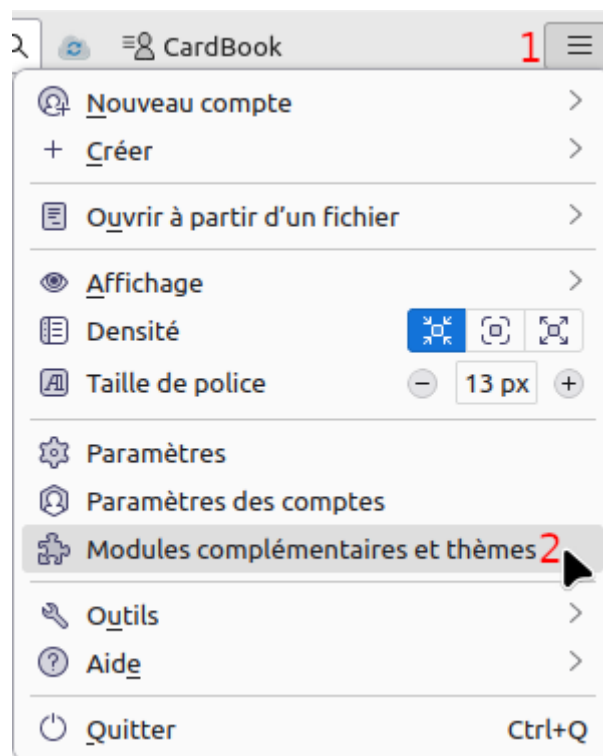 CardBook 1
Nouveau compte
Créer
Ouvrir à partir d'un fichier
Affichage
Densité
Taille de police 13 px
Paramètres
Paramètres des comptes
Modules complémentaires et thèmes 2
Outils
Aide
Quitter Ctrl+Q